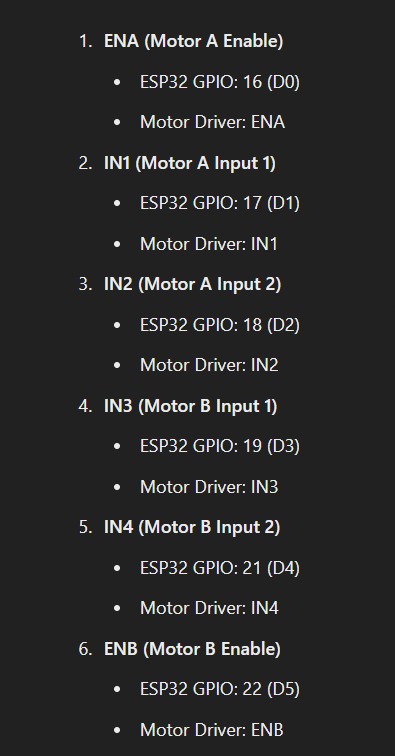 1. ENA (Motor A Enable)
• ESP32 GPIO: 16 (D0)
• Motor Driver: ENA
2. IN1 (Motor A Input 1)
• ESP32 GPIO: 17 (D1)
• Motor Driver: IN1
3. IN2 (Motor A Input 2)
• ESP32 GPIO: 18 (D2)
• Motor Driver: IN2
4. IN3 (Motor B Input 1)
• ESP32 GPIO: 19 (D3)
• Motor Driver: IN3
5. IN4 (Motor B Input 2)
• ESP32 GPIO: 21 (D4)
• Motor Driver: IN4
6. ENB (Motor B Enable)
• ESP32 GPIO: 22 (D5)
• Motor Driver: ENB